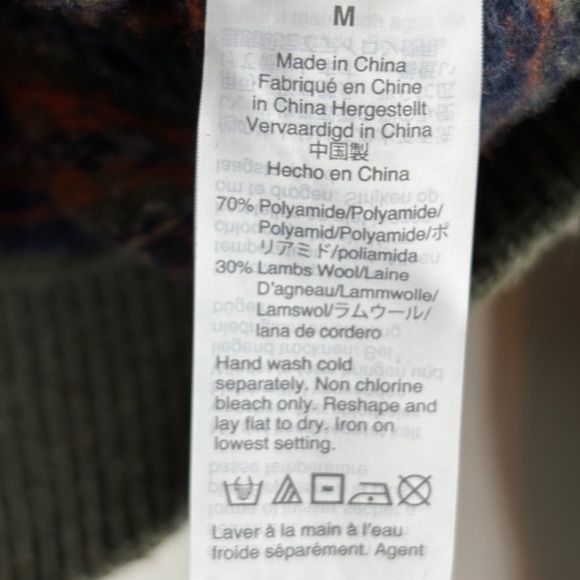 M
Made in China
Fabriqué en Chine
in China Hergestellt
Vervaardigd in China
中国製
Hecho en China
70% Polyamide/Polyamide/
Polyamid/Polyamide/ポ
リアミド/poliamida
30% Lambs Wool/Laine
D'agneau/Lammwolle/
Lamswol/ラムウール/
lana de cordero
Hand wash cold
separately. Non chlorine
bleach only. Reshape and
lay flat to dry. Iron on
lowest setting.
Laver à la main à l'eau
froide séparément. Agent